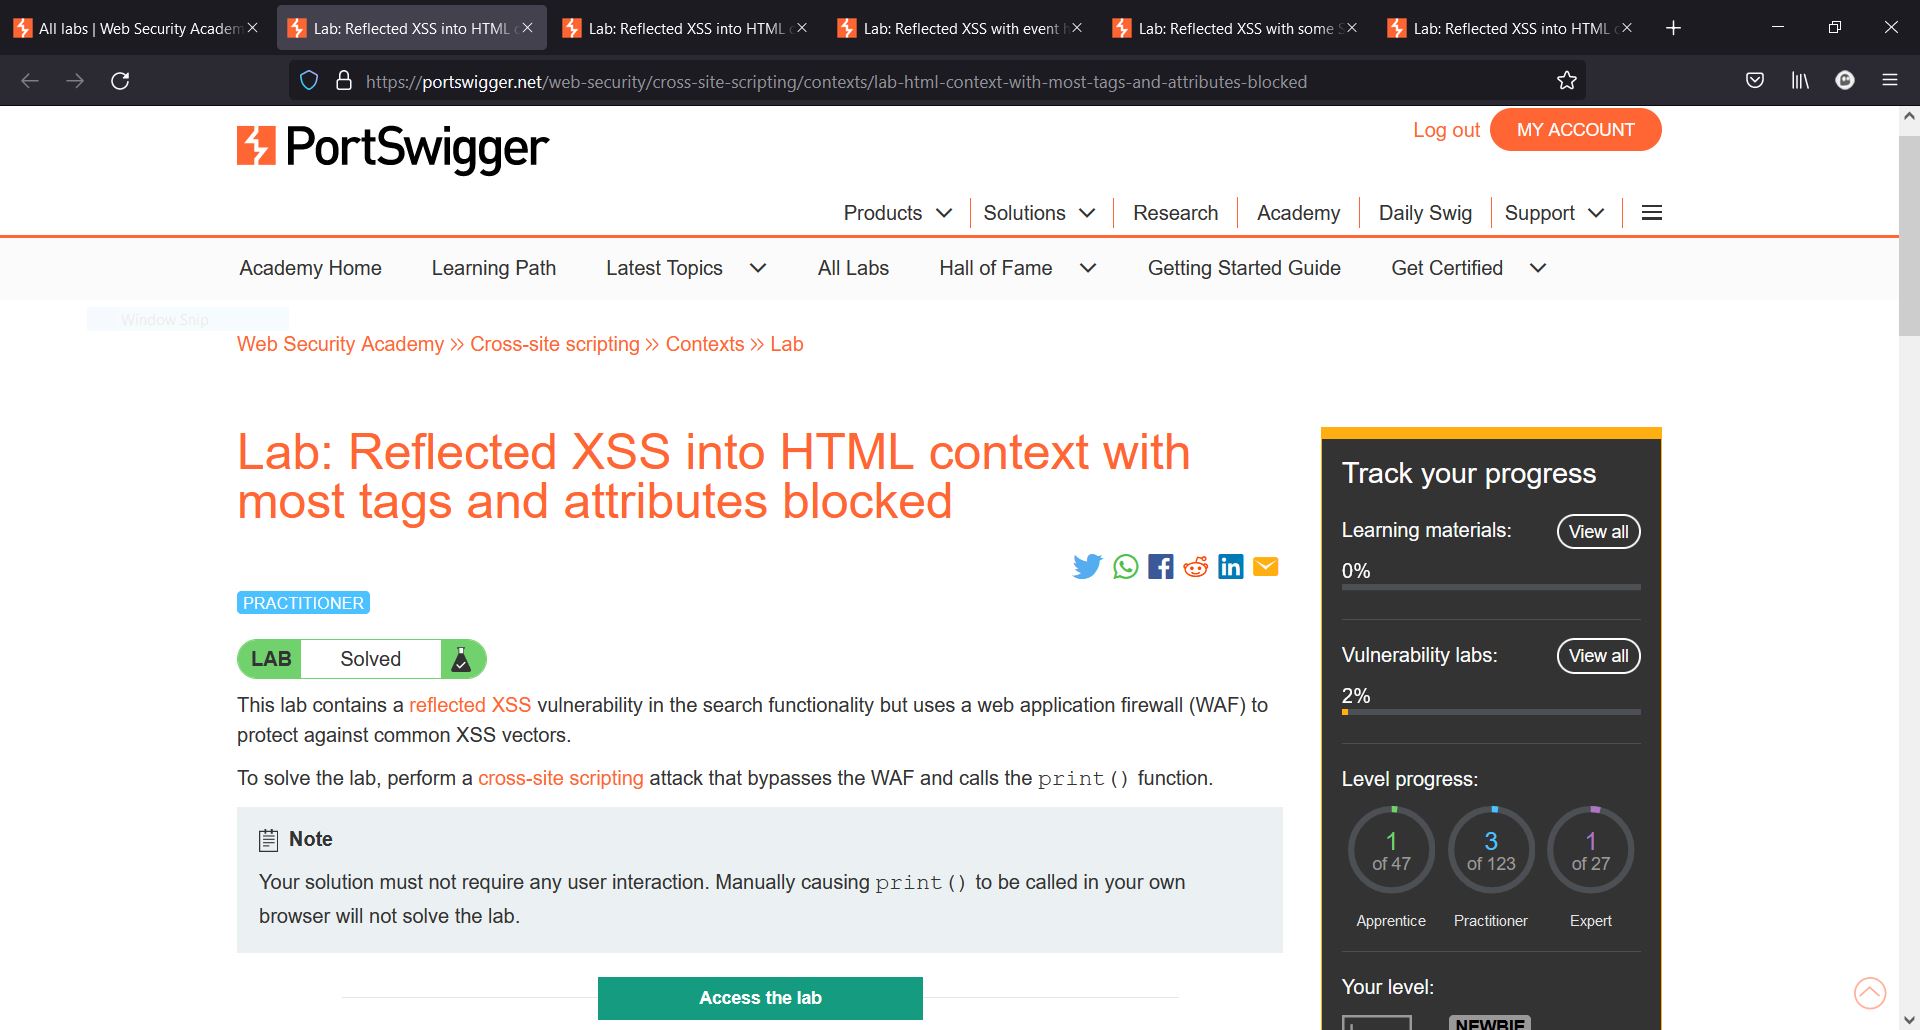 All labs | Web Security Academ
Lab: Reflected XSS into HTML c
Lab: Reflected XSS into HTML c
Lab: Reflected XSS with event h
Lab: Reflected XSS with some S
Lab: Reflected XSS into HTML c
https://portswigger.net/web-security/cross-site-scripting/contexts/lab-html-context-with-most-tags-and-attributes-blocked
PortSwigger
Log out
MY ACCOUNT
Products
Solutions
Research
Academy
Daily Swig
Support
Academy Home
Learning Path
Latest Topics
All Labs
Hall of Fame
Getting Started Guide
Get Certified
Window Snip
Web Security Academy » Cross-site scripting » Contexts » Lab
Lab: Reflected XSS into HTML context with
most tags and attributes blocked
PRACTITIONER
LAB Solved
This lab contains a reflected XSS vulnerability in the search functionality but uses a web application firewall (WAF) to
protect against common XSS vectors.
To solve the lab, perform a cross-site scripting attack that bypasses the WAF and calls the print() function.
Note
Your solution must not require any user interaction. Manually causing print() to be called in your own
browser will not solve the lab.
Access the lab
Track your progress
Learning materials:
View all
0%
Vulnerability labs:
View all
2%
Level progress:
1
of 47
3
of 123
1
of 27
Apprentice
Practitioner
Expert
Your level:
NEWBIE